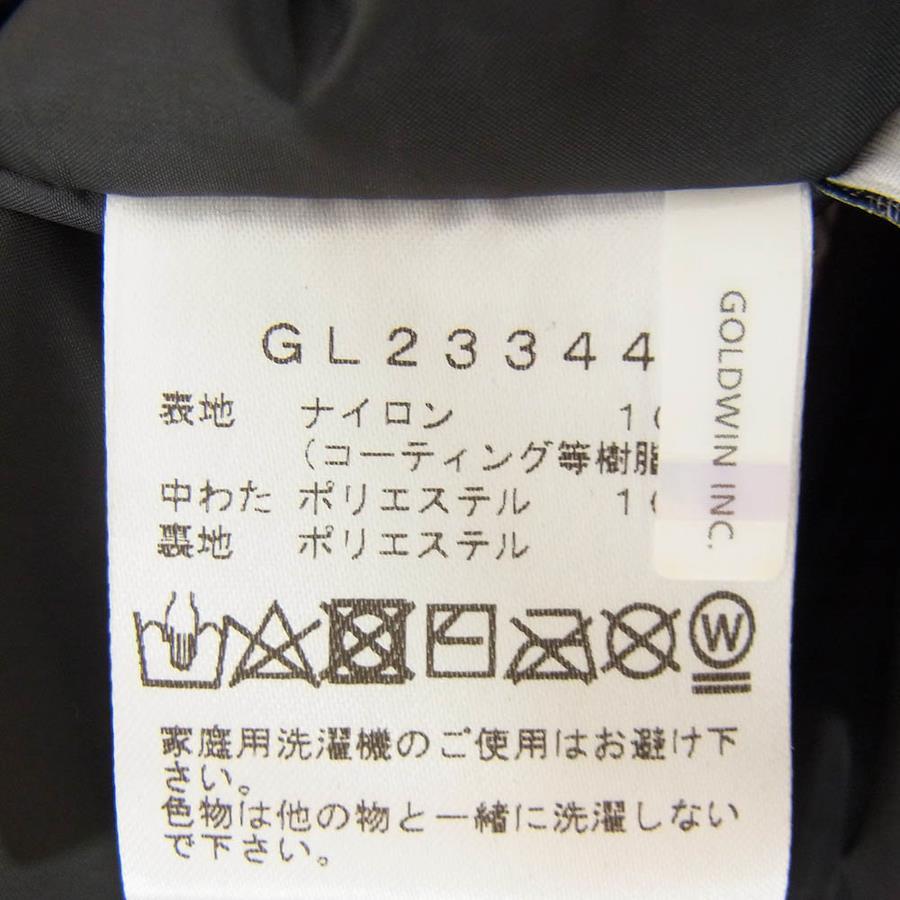 GL23344
表地 ナイロン 10
（コーティング等樹脂
中わた ポリエステル 10
裏地 ポリエステル
GOLDWIN INC.
W
家庭用洗濯機のご使用はお避け下
さい。
色物は他の物と一緒に洗濯しない
で下さい。